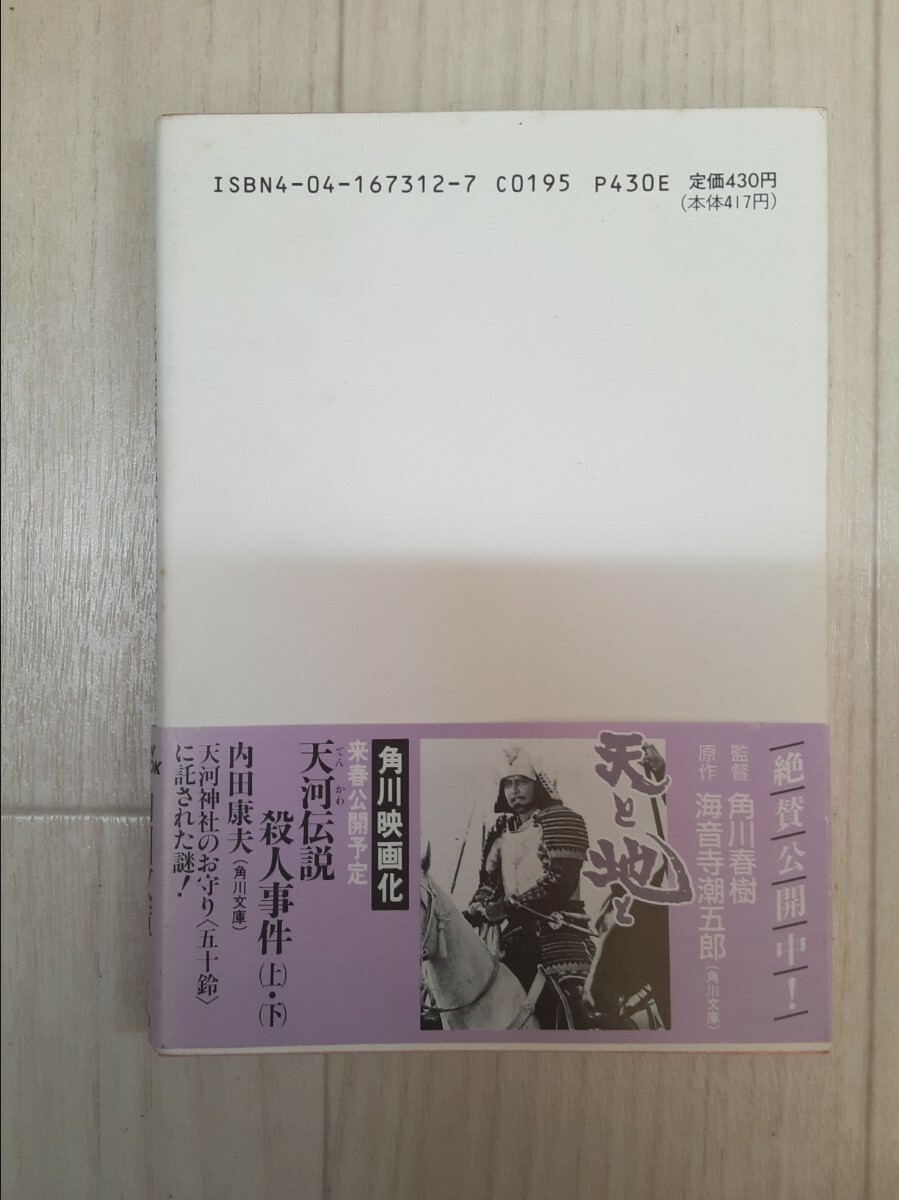 ISBN4-04-167312-7 C0195 P430E 定価430円
(本体417円)
絶賛公開中!
監督 角川春樹
原作 海音寺潮五郎(角川文庫)
天と地と
角川映画化
来春公開予定
天河伝説
てん かわ
殺人事件(上)・(下)
内田康夫(角川文庫)
天河神社のお守り〈五十鈴〉
に託された謎!